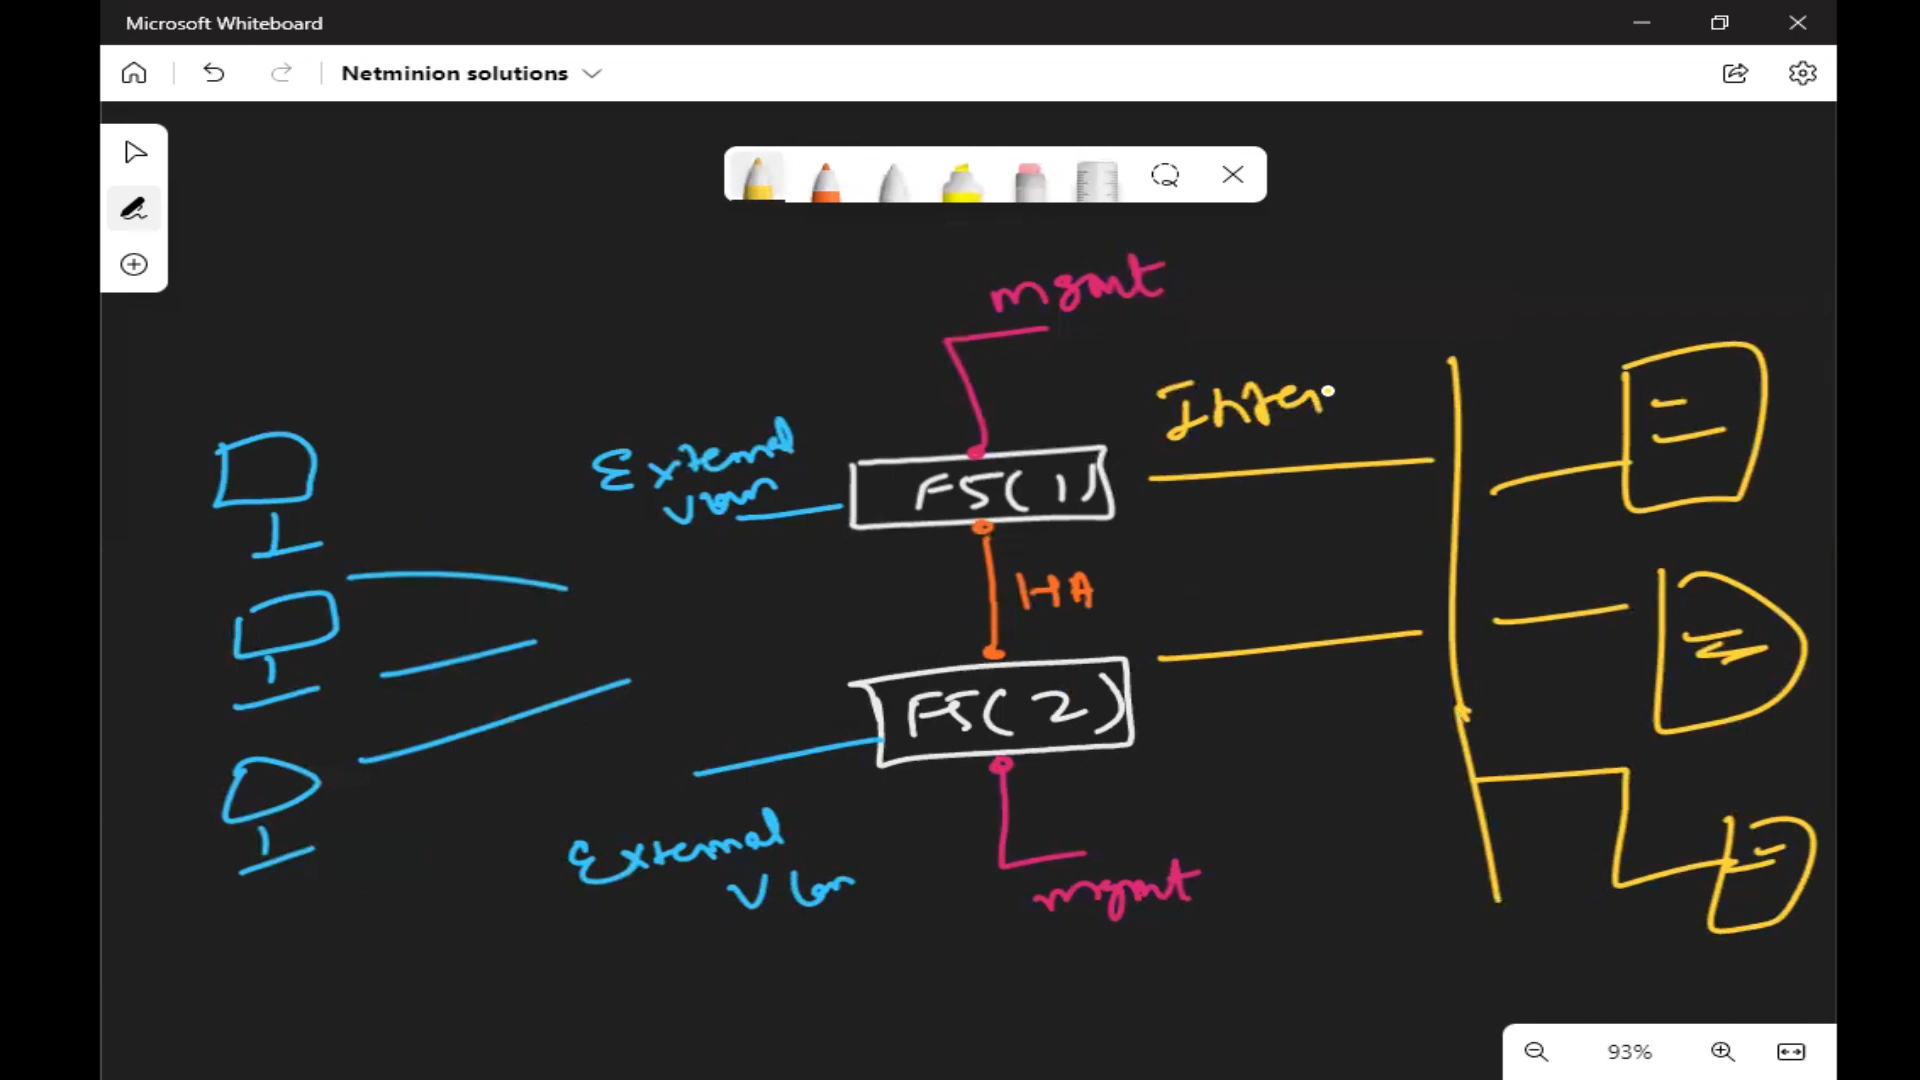 Microsoft Whiteboard
Netminion solutions
mgmt
Inter
External
Vlan
F5(1)
HA
F5(2)
External
Vlan
mgmt
93%